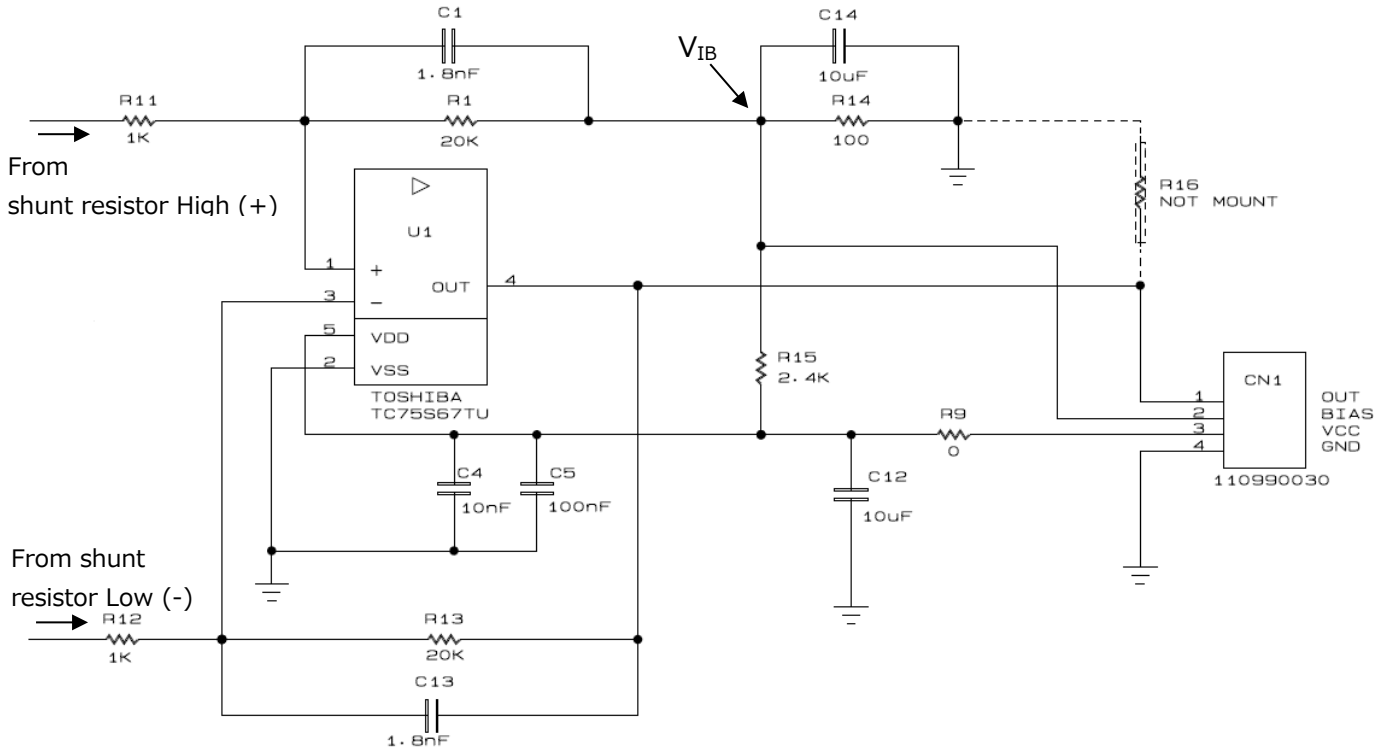 C1
1.8nF
VIB
C14
10uF
R11
1K
R1
20K
R14
100
From
shunt resistor High (+)
R16
NOT MOUNT
U1
1
+
3
−
OUT
4
5
VDD
2
VSS
TOSHIBA
TC75S67TU
R15
2.4K
CN1
1
OUT
2
BIAS
3
VCC
4
GND
110990030
R9
0
C4
10nF
C5
100nF
C12
10uF
From shunt
resistor Low (-)
R12
1K
R13
20K
C13
1.8nF